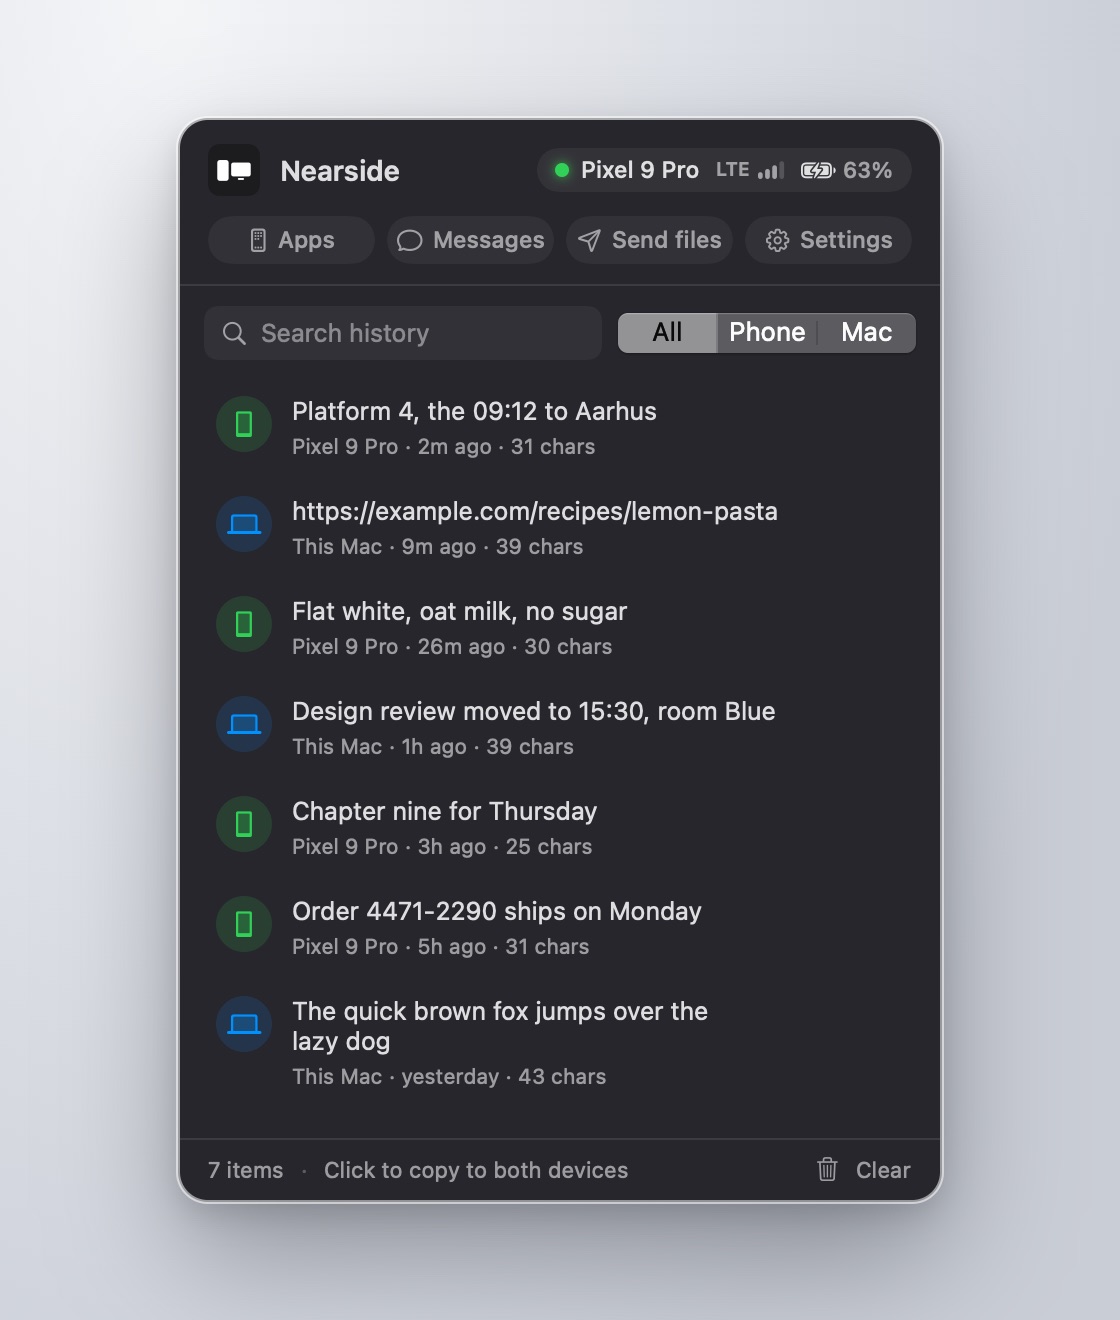 Nearside
Pixel 9 Pro LTE 63%
Apps Messages Send files Settings
Search history All Phone Mac
Platform 4, the 09:12 to Aarhus
Pixel 9 Pro · 2m ago · 31 chars
https://example.com/recipes/lemon-pasta
This Mac · 9m ago · 39 chars
Flat white, oat milk, no sugar
Pixel 9 Pro · 26m ago · 30 chars
Design review moved to 15:30, room Blue
This Mac · 1h ago · 39 chars
Chapter nine for Thursday
Pixel 9 Pro · 3h ago · 25 chars
Order 4471-2290 ships on Monday
Pixel 9 Pro · 5h ago · 31 chars
The quick brown fox jumps over the
lazy dog
This Mac · yesterday · 43 chars
7 items · Click to copy to both devices Clear